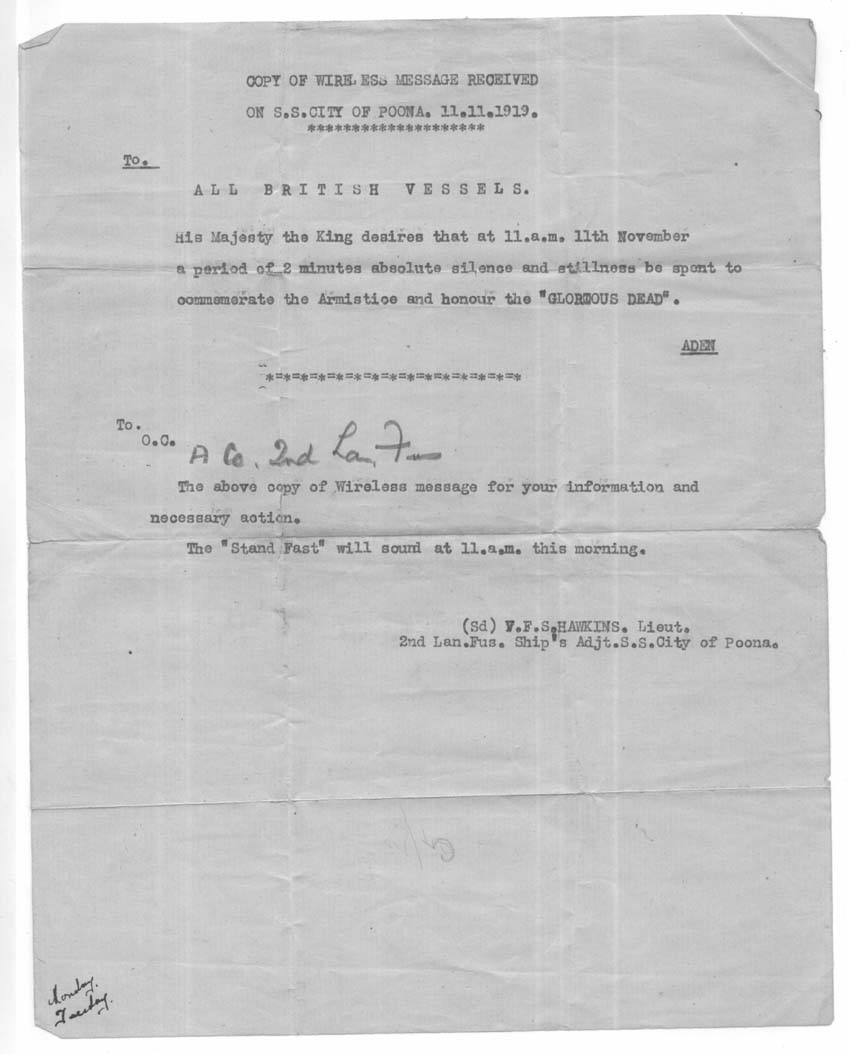 COPY OF WIRELESS MESSAGE RECEIVED
ON S.S.CITY OF POONA. 11.11.1919.
********************
To.
ALL BRITISH VESSELS.
His Majesty the King desires that at 11.a.m. 11th November
a period of 2 minutes absolute silence and stillness be spent to
commemerate the Armistice and honour the "GLORIOUS DEAD".
ADEN
*=*=*=*=*=*=*=*=*=*=*=*=*=*=*
To.
O.C.
A Co. 2nd Lan. Fus
The above copy of Wireless message for your information and
necessary action.
The "Stand Fast" will sound at 11.a.m. this morning.
(Sd) V.F.S.HAWKINS. Lieut.
2nd Lan.Fus. Ship's Adjt.S.S.City of Poona.
Monday.
Tuesday.